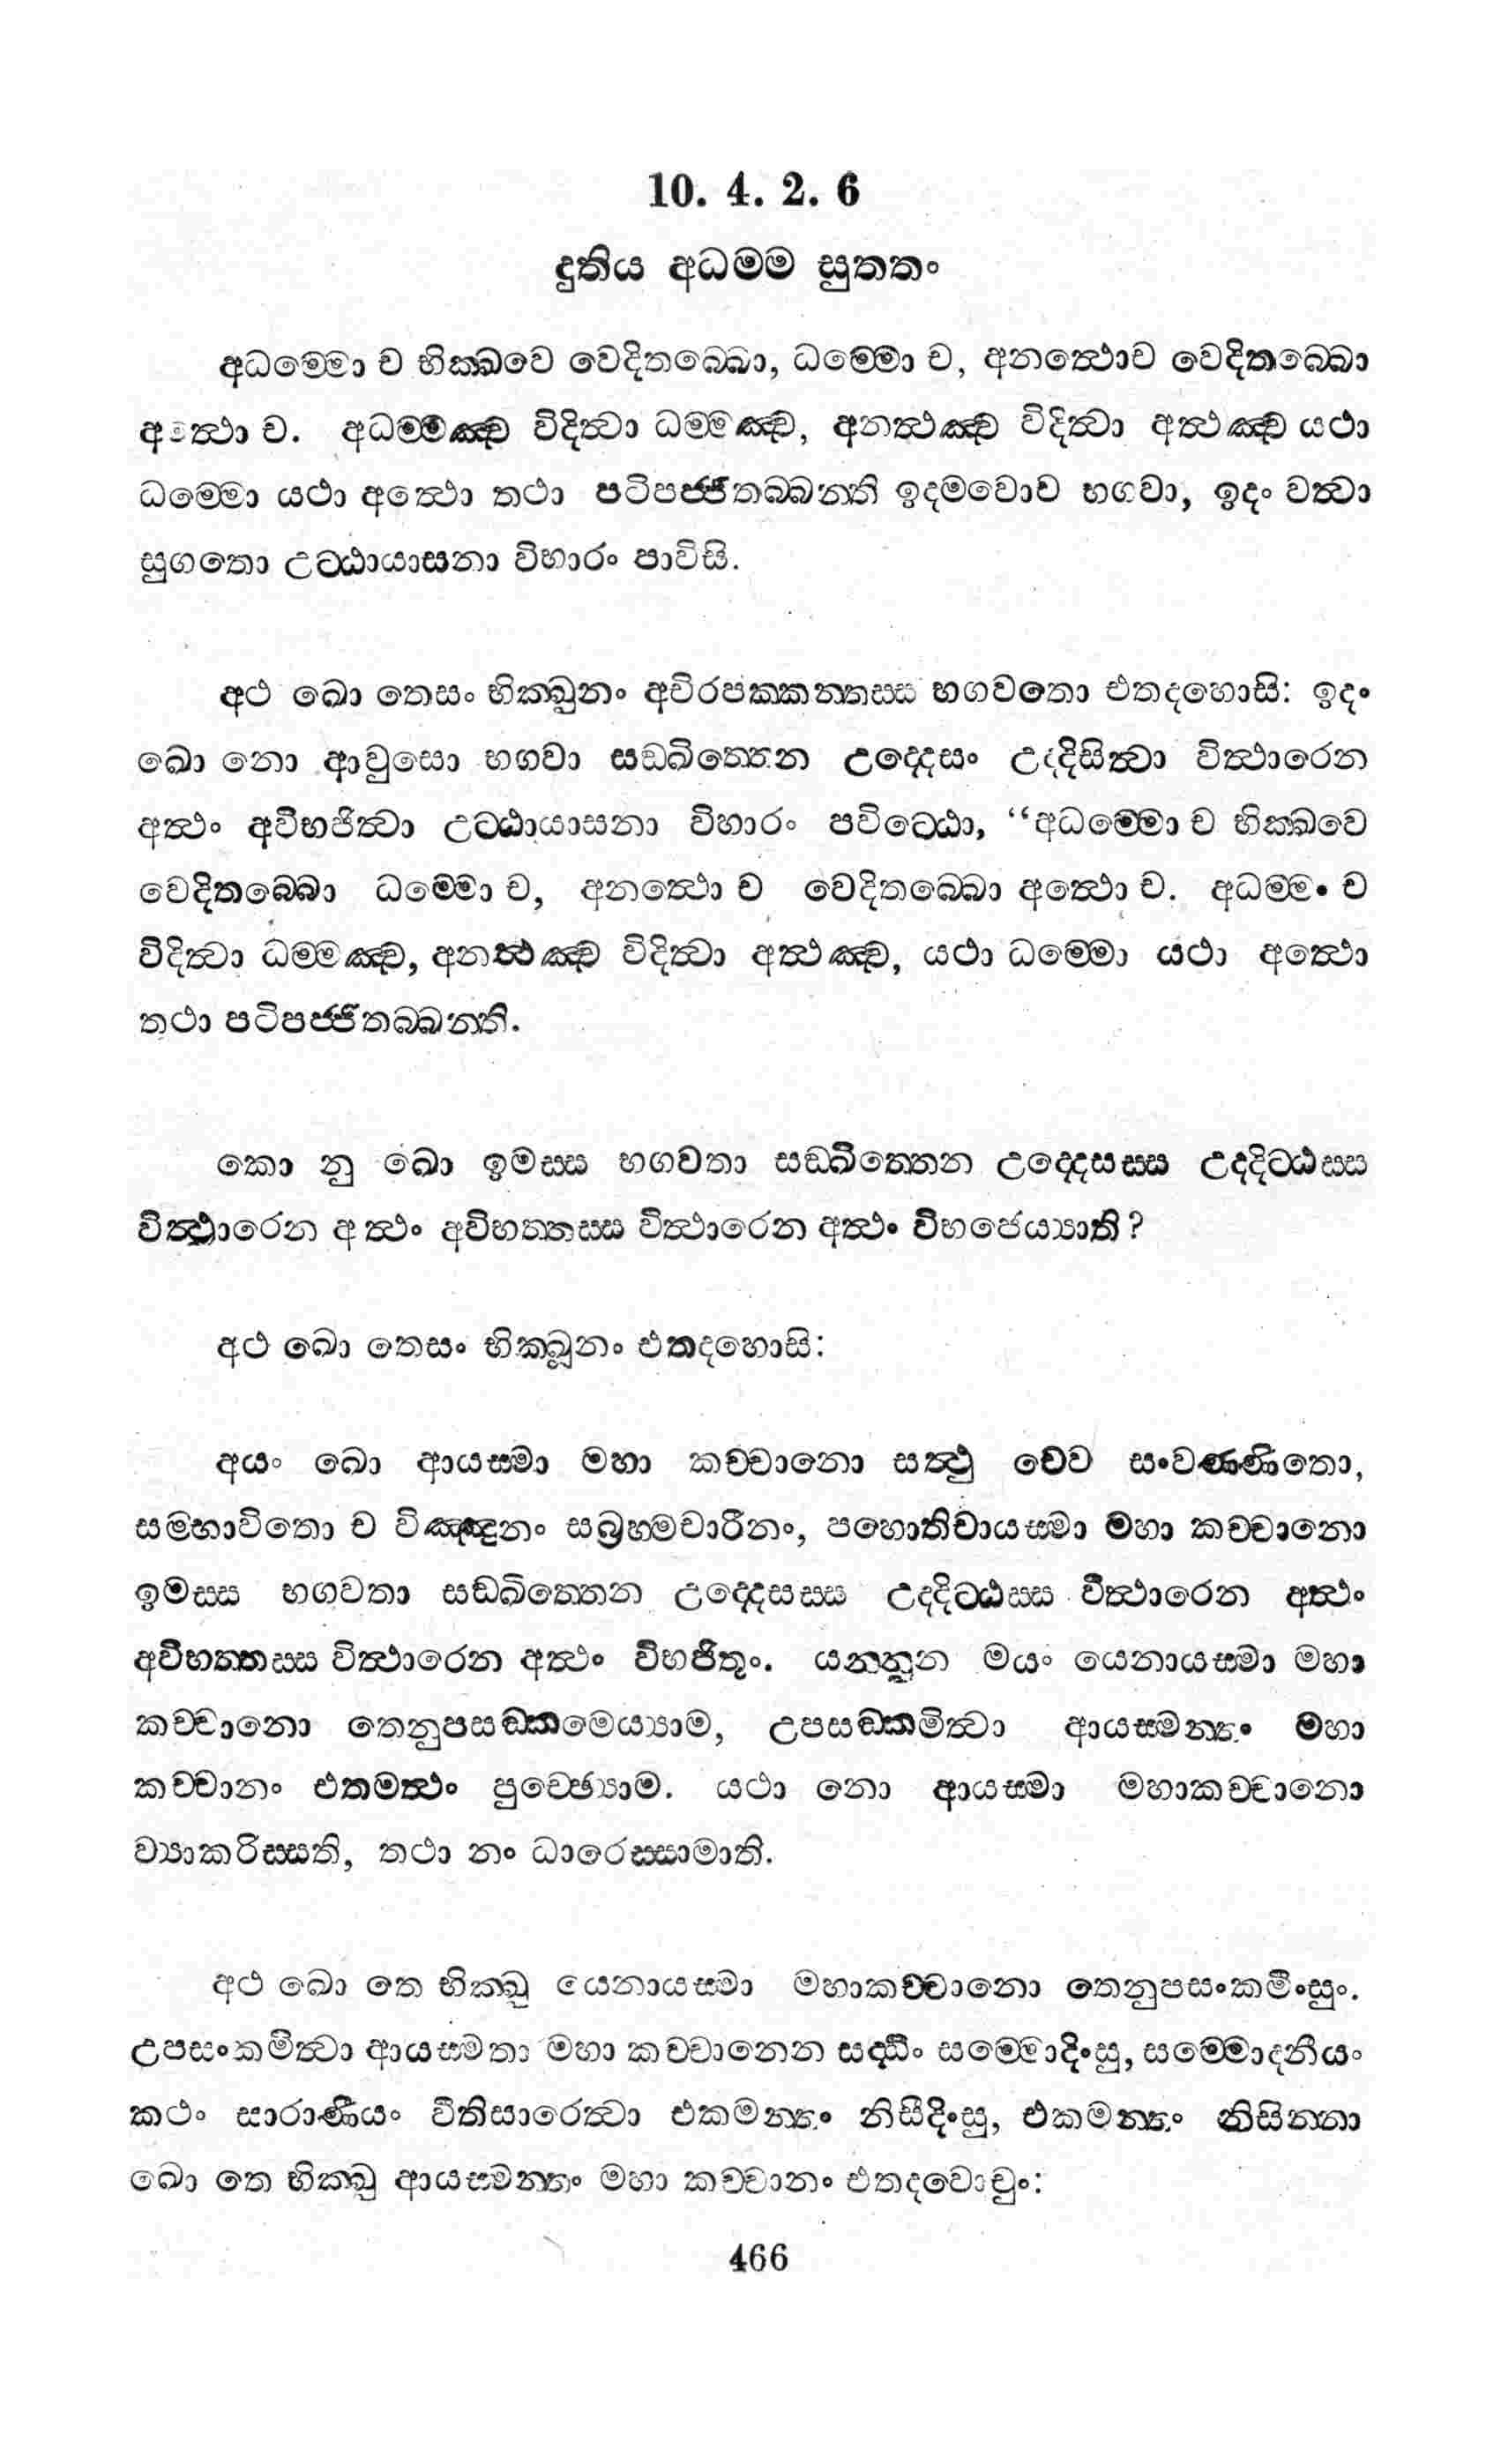 10. 4. 2. 6
දුතිය අධම්ම සුත්තං
අධම්මො ච භික්ඛවෙ වෙදිතබ්බො, ධම්මො ච, අනත්ථොච වෙදිතබ්බො
අත්ථො ච. අධම්මඤ්ච විදිත්වා ධම්මඤ්ච, අනත්ථඤ්ච විදිත්වා අත්ථඤ්ච යථා
ධම්මො යථා අත්ථො තථා පටිපජ්ජිතබ්බන්ති ඉදමවොච භගවා, ඉදං වත්වා
සුගතො උට්ඨායාසනා විහාරං පාවිසි.
අථ ඛො තෙසං භික්ඛුනං අචිරපක්කන්තස්ස භගවතො එතදහොසි: ඉදං
ඛො නො ආවුසො භගවා සඞ්ඛිත්තෙන උද්දෙසං උද්දිසිත්වා විත්ථාරෙන
අත්ථං අවිභජිත්වා උට්ඨායාසනා විහාරං පවිට්ඨො, “අධම්මො ච භික්ඛවෙ
වෙදිතබ්බො ධම්මො ච, අනත්ථො ච වෙදිතබ්බො අත්ථො ච. අධම්මං ච
විදිත්වා ධම්මඤ්ච, අනත්ථඤ්ච විදිත්වා අත්ථඤ්ච, යථා ධම්මො යථා අත්ථො
තථා පටිපජ්ජිතබ්බන්ති.
කො නු ඛො ඉමස්ස භගවතා සඞ්ඛිත්තෙන උද්දෙසස්ස උද්දිට්ඨස්ස
විත්ථාරෙන අත්ථං අවිභත්තස්ස විත්ථාරෙන අත්ථං විභජෙය්‍යාති?
අථ ඛො තෙසං භික්ඛූනං එතදහොසි:
අයං ඛො ආයස්මා මහා කච්චානො සත්ථු චෙව සංවණ්ණිතො,
සම්භාවිතො ච විඤ්ඤූනං සබ්‍රහ්මචාරීනං, පහොතිචායස්මා මහා කච්චානො
ඉමස්ස භගවතා සඞ්ඛිත්තෙන උද්දෙසස්ස උද්දිට්ඨස්ස විත්ථාරෙන අත්ථං
අවිභත්තස්ස විත්ථාරෙන අත්ථං විභජිතුං. යන්නූන මයං යෙනායස්මා මහා
කච්චානො තෙනුපසඞ්කමෙය්‍යාම, උපසඞ්කමිත්වා ආයස්මන්තං මහා
කච්චානං එතමත්ථං පුච්ඡෙය්‍යාම. යථා නො ආයස්මා මහාකච්චානො
ව්‍යාකරිස්සති, තථා නං ධාරෙස්සාමාති.
අථ ඛො තෙ භික්ඛූ යෙනායස්මා මහාකච්චානො තෙනුපසංකමිංසුං.
උපසංකමිත්වා ආයස්මතා මහා කච්චානෙන සද්ධිං සම්මොදිංසු, සම්මොදනීයං
කථං සාරාණීයං වීතිසාරෙත්වා එකමන්තං නිසීදිංසු, එකමන්තං නිසින්නා
ඛො තෙ භික්ඛු ආයස්මන්තං මහා කච්චානං එතදවොචුං:
466